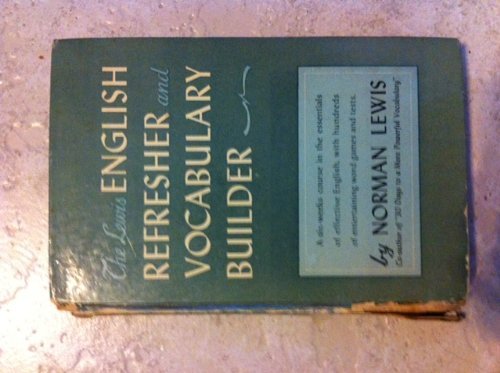 The Lewis ENGLISH
REFRESHER and
VOCABULARY
BUILDER
A six-weeks course in the essentials
of effective English, with hundreds
of entertaining word games and tests.
by NORMAN LEWIS
Co-author of "30 Days to a More Powerful Vocabulary"